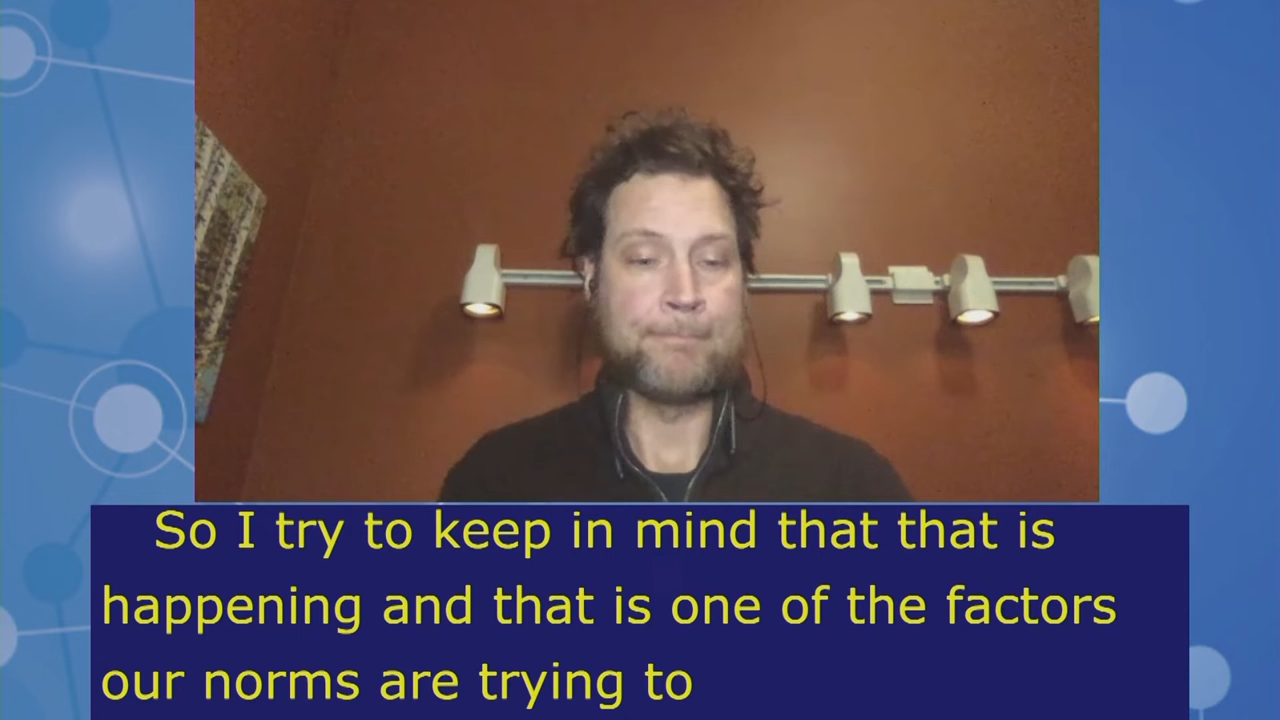 So I try to keep in mind that that is
happening and that is one of the factors
our norms are trying to